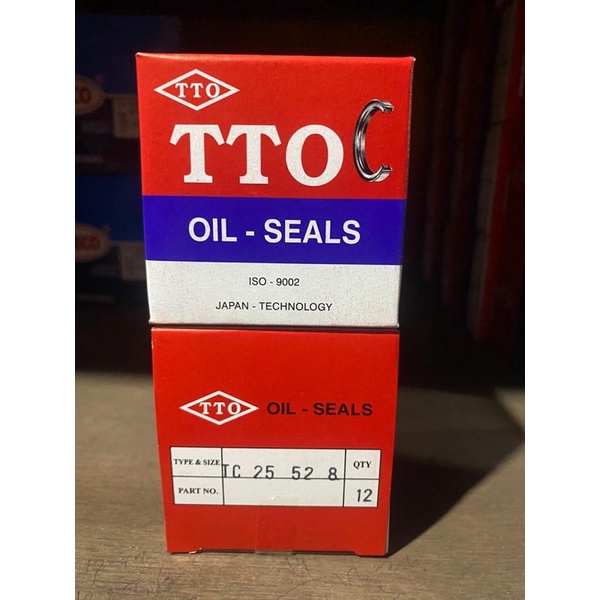 TTO
TTO
OIL - SEALS
ISO - 9002
JAPAN - TECHNOLOGY
TTO OIL - SEALS
TYPE & SIZE TC 25 52 8 QTY
PART NO. 12